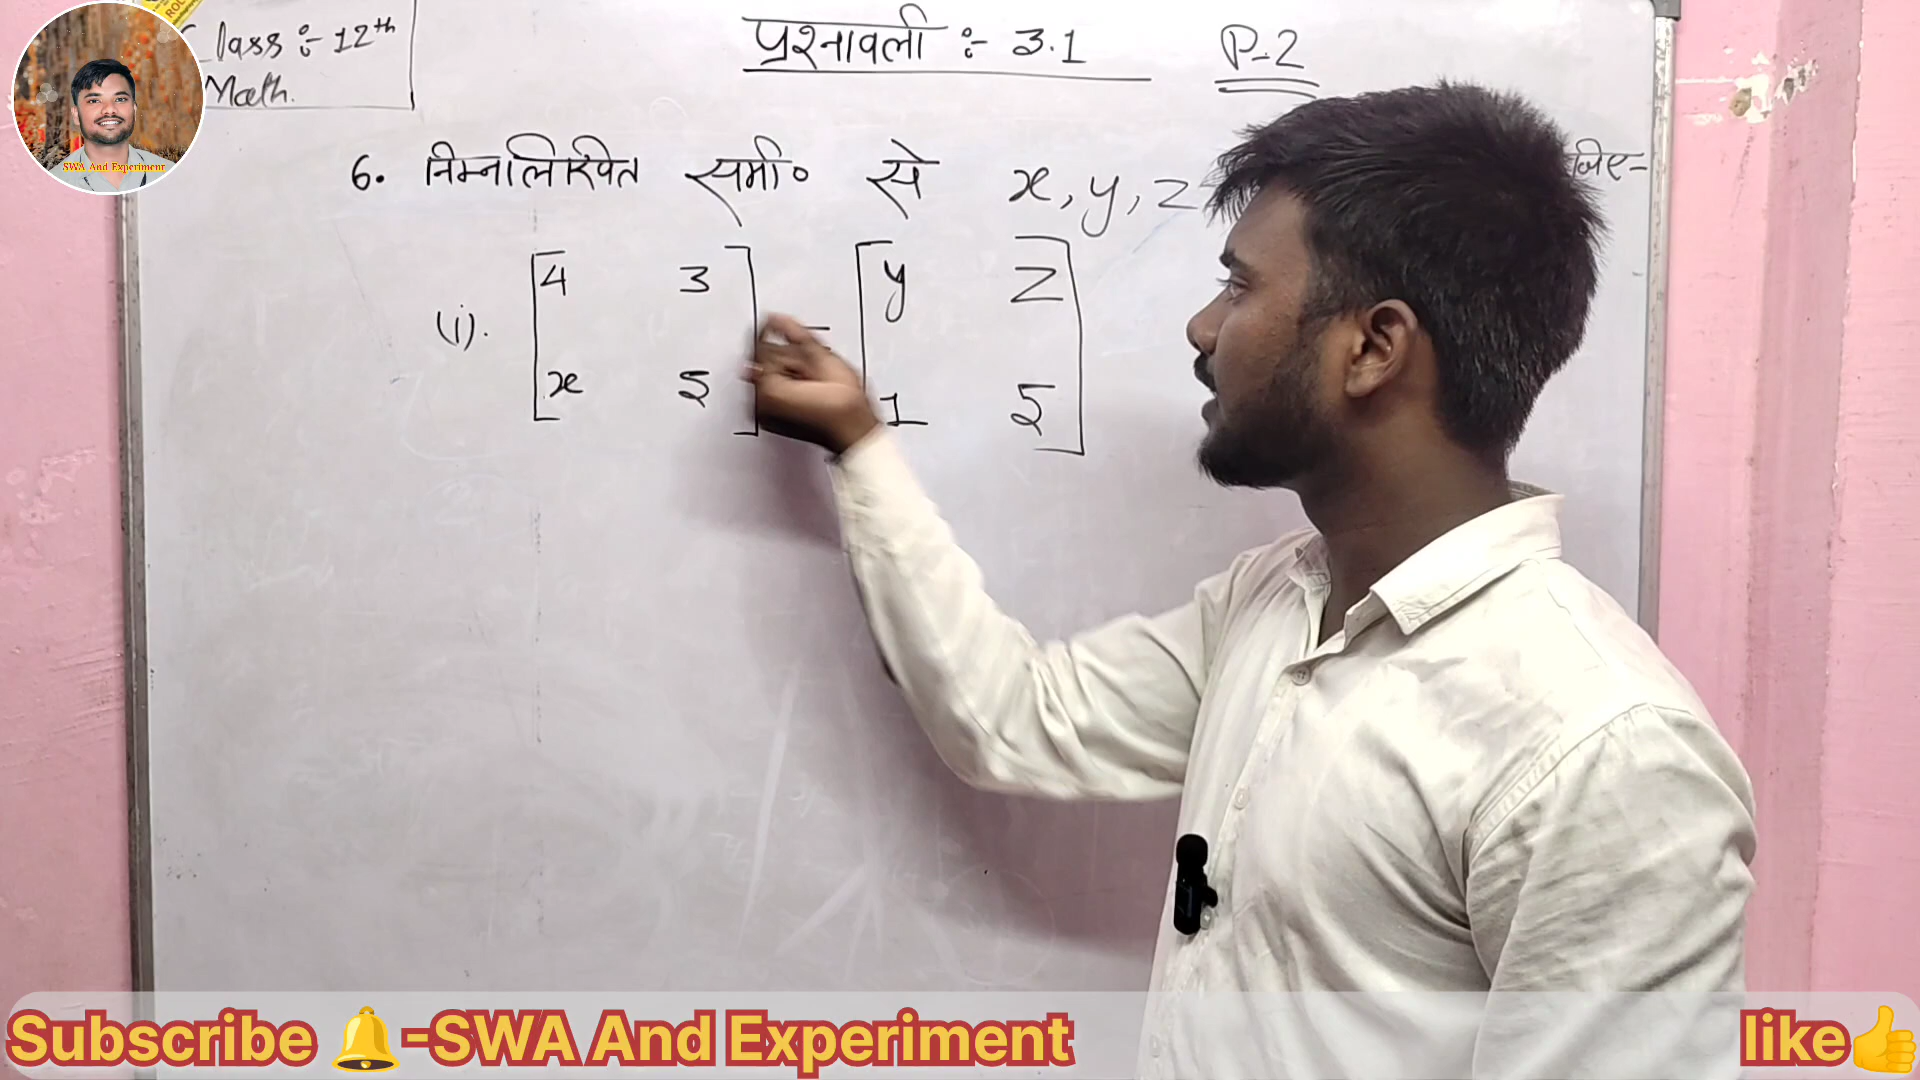 Class :- 12th
Math.
SWA And Experiment
प्रश्नावली :- 3.1 P-2
6. निम्नलिखित समी० से x, y, z
(i). [4 3 = [y z
x 5] 1 5]
Subscribe 🔔-SWA And Experiment
like👍